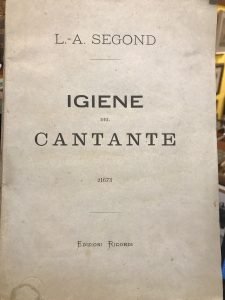 L.-A. SEGOND
IGIENE
DEL
CANTANTE
21673
EDIZIONI RICORDI